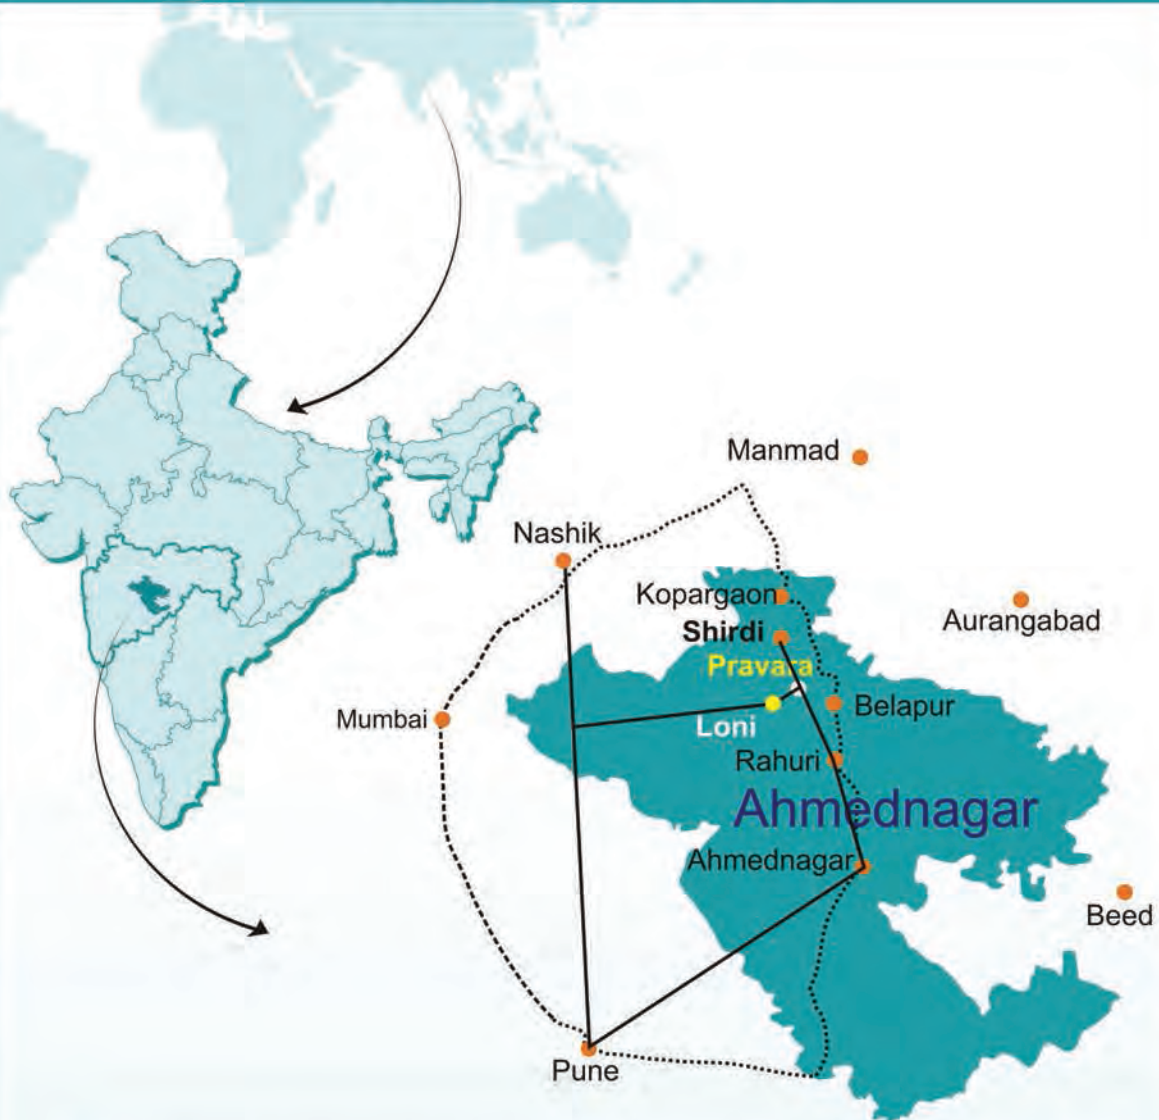 Manmad
Nashik
Kopargaon
Aurangabad
Shirdi
Pravara
Mumbai
Belapur
Loni
Rahuri
Ahmednagar
Ahmednagar
Beed
Pune